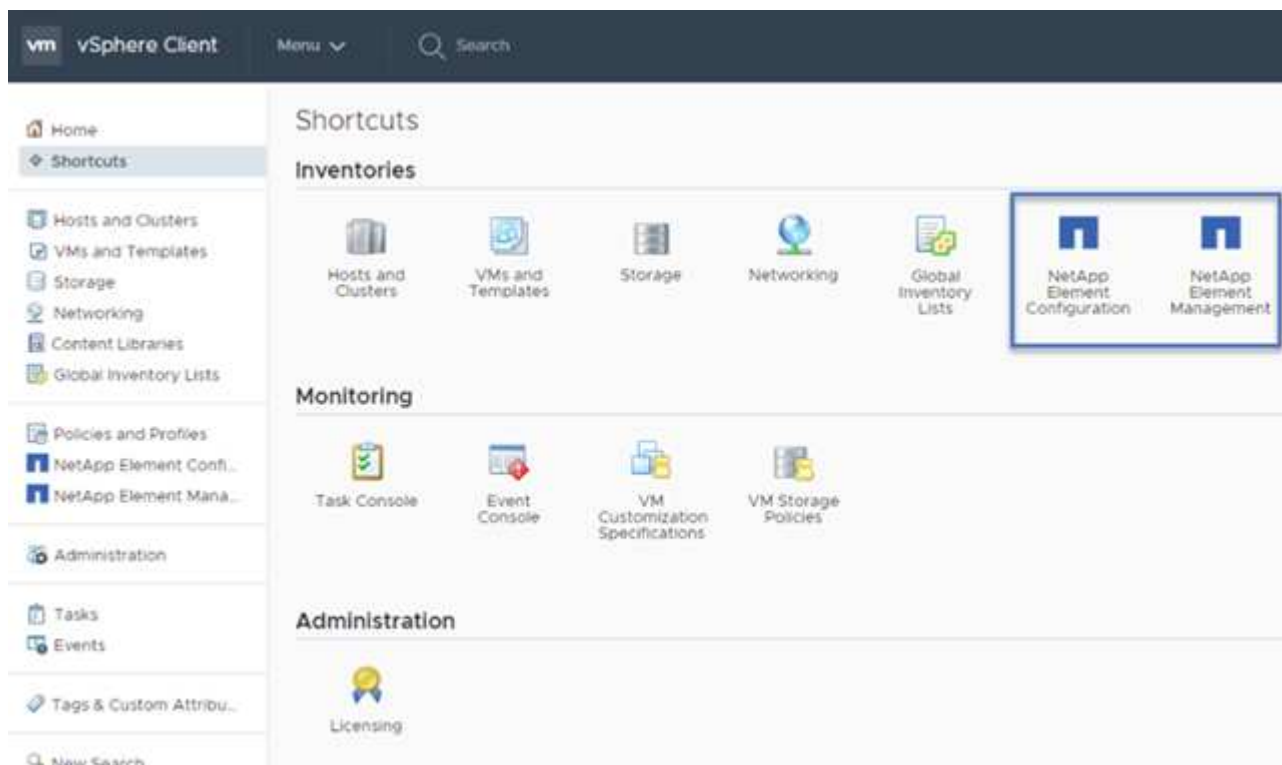 vm vSphere Client Menu Search
Home
Shortcuts
Hosts and Clusters
VMs and Templates
Storage
Networking
Content Libraries
Global Inventory Lists
Policies and Profiles
NetApp Element Confi...
NetApp Element Mana...
Administration
Tasks
Events
Tags & Custom Attribu...
New Search
Shortcuts
Inventories
Hosts and
Clusters
VMs and
Templates
Storage
Networking
Global
Inventory
Lists
NetApp
Element
Configuration
NetApp
Element
Management
Monitoring
Task Console
Event
Console
VM
Customization
Specifications
VM Storage
Policies
Administration
Licensing